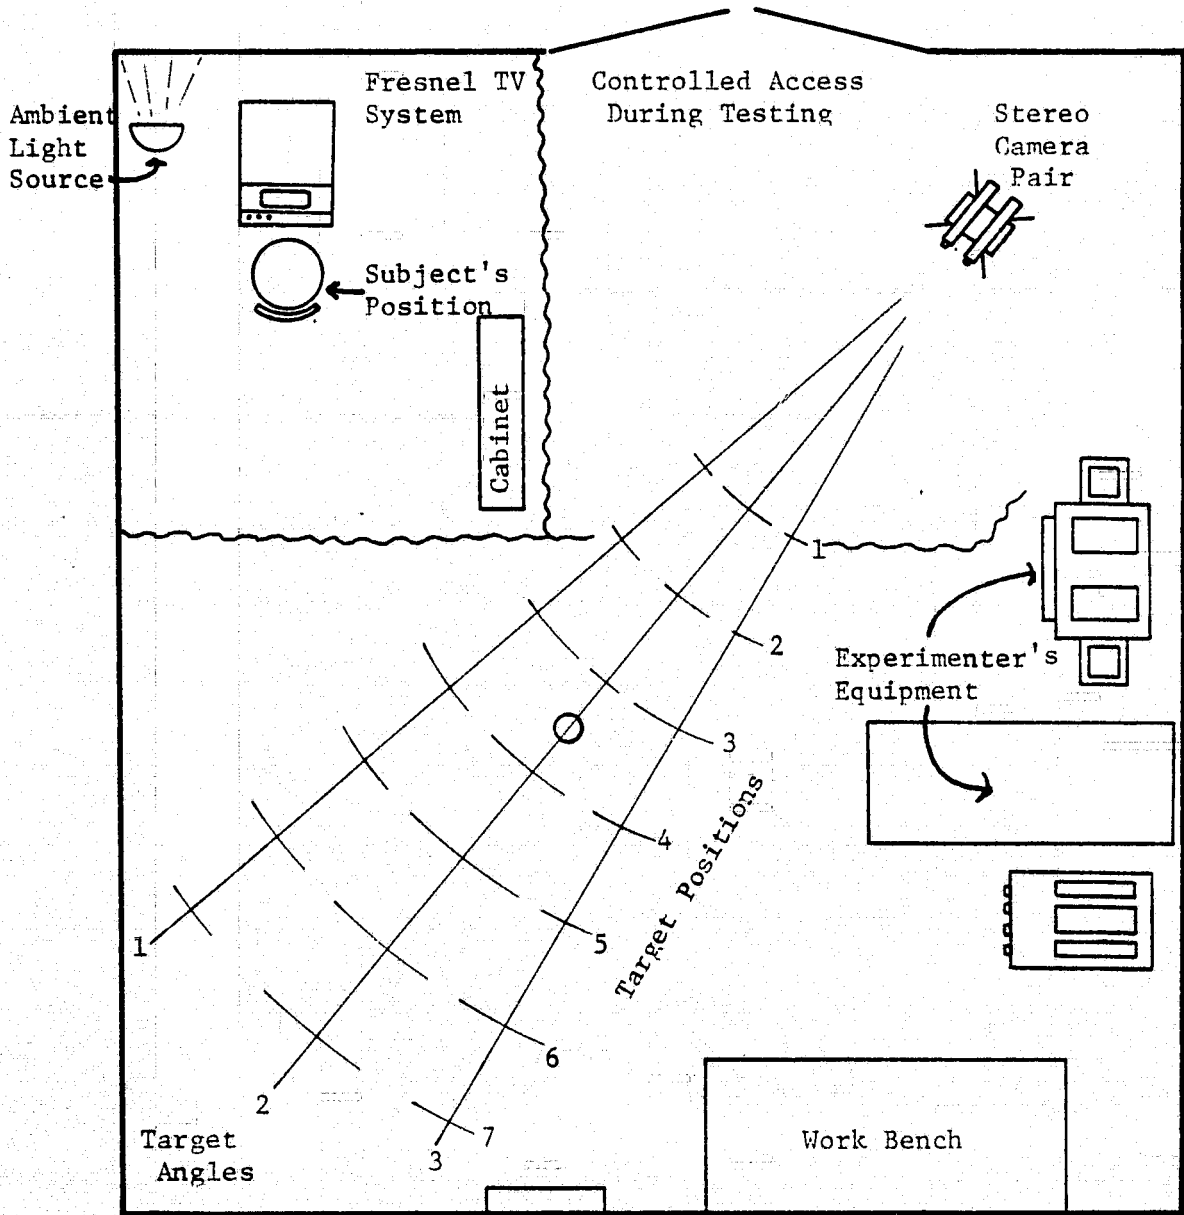 Fresnel TV
System
Controlled Access
During Testing
Ambient
Light
Source
Stereo
Camera
Pair
Subject's
Position
Cabinet
1
2
Experimenter's
Equipment
3
4
Target Positions
5
6
7
1
2
3
Target
Angles
Work Bench